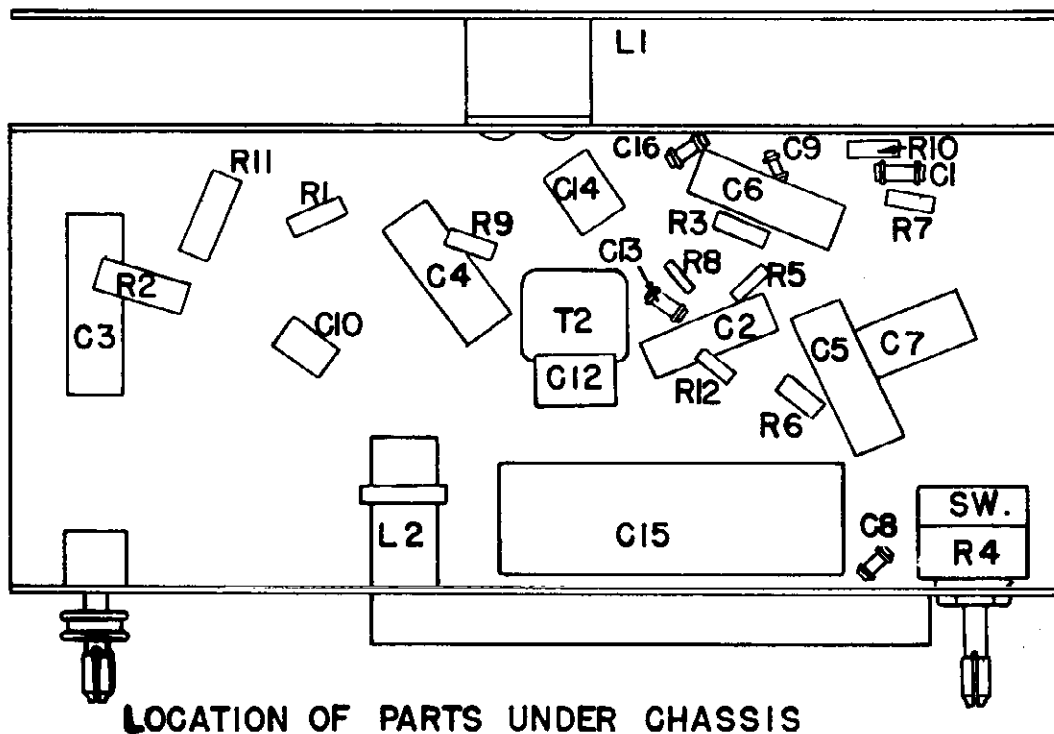 L1
C16
C9
R10
R11
C14
C6
C1
R1
R3
R7
R9
C13
R8
R5
C4
R2
C3
C10
T2
C2
C5
C7
C12
R12
R6
L2
C15
C8
SW.
R4
LOCATION OF PARTS UNDER CHASSIS